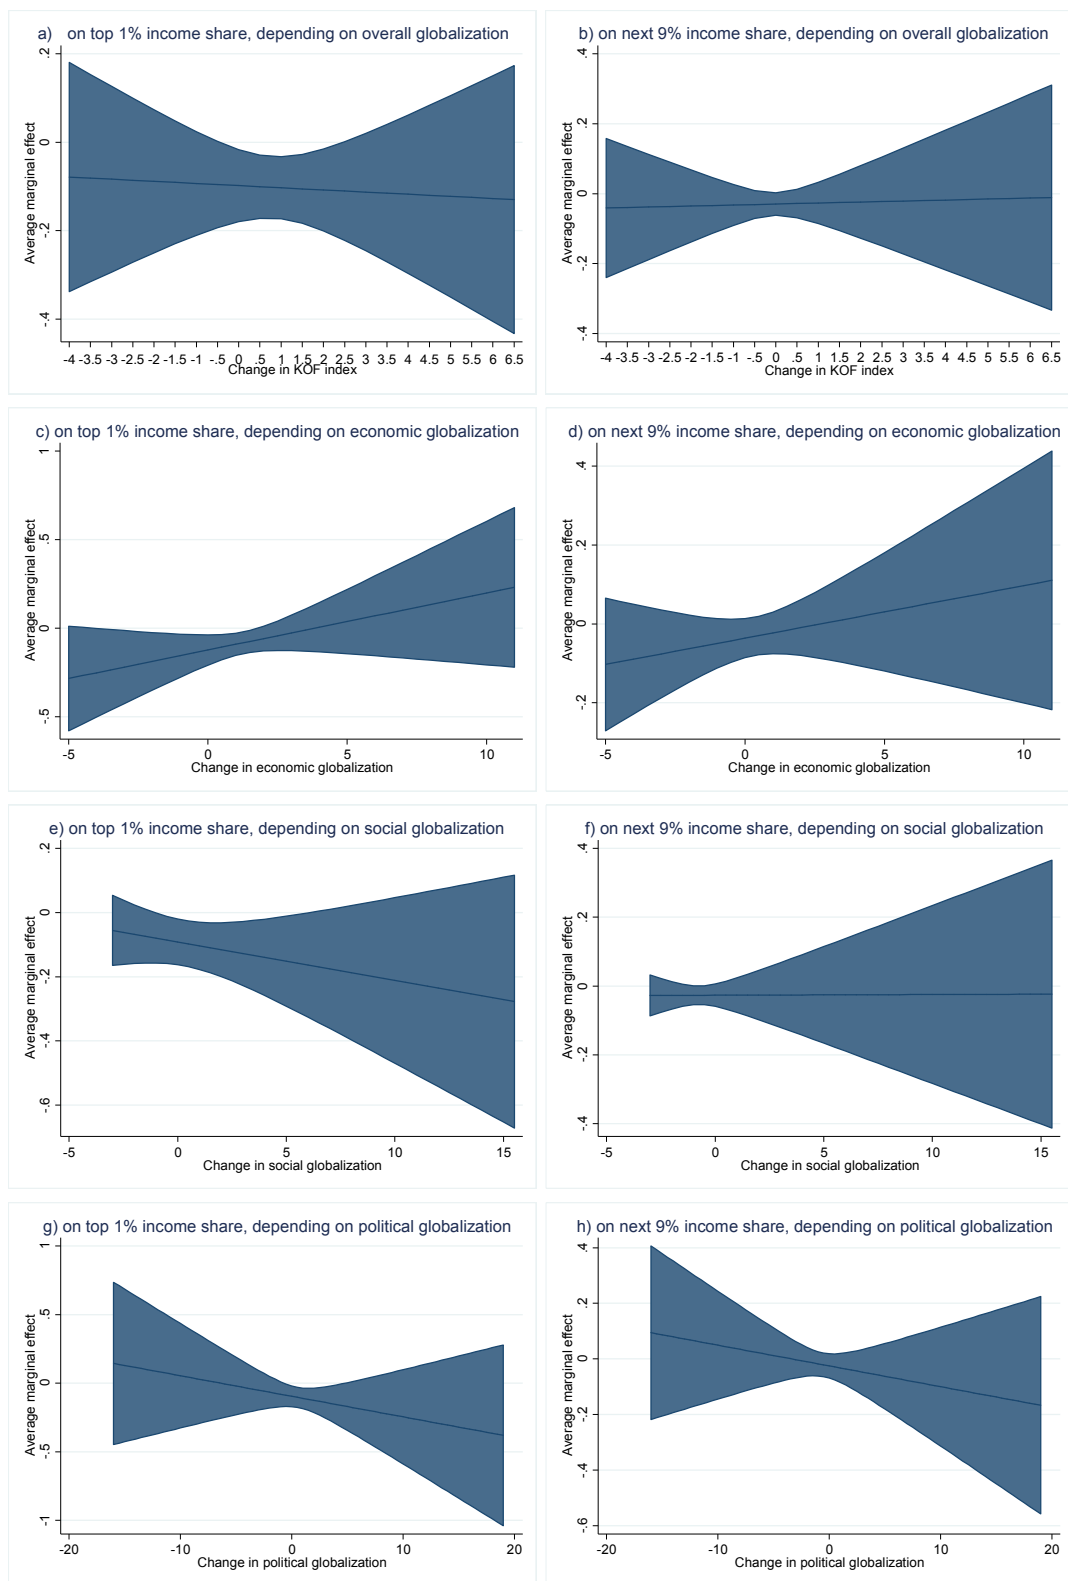 a) on top 1% income share, depending on overall globalization
Average marginal effect
.2
0
-.2
-.4
-4 -3.5 -3 -2.5 -2 -1.5 -1 -.5 0 .5 1 1.5 2 2.5 3 3.5 4 4.5 5 5.5 6 6.5
Change in KOF index
b) on next 9% income share, depending on overall globalization
Average marginal effect
.4
.2
0
-.2
-.4
-4 -3.5 -3 -2.5 -2 -1.5 -1 -.5 0 .5 1 1.5 2 2.5 3 3.5 4 4.5 5 5.5 6 6.5
Change in KOF index
c) on top 1% income share, depending on economic globalization
Average marginal effect
1
.5
0
-.5
-5 0 5 10
Change in economic globalization
d) on next 9% income share, depending on economic globalization
Average marginal effect
.4
.2
0
-.2
-5 0 5 10
Change in economic globalization
e) on top 1% income share, depending on social globalization
Average marginal effect
.2
0
-.2
-.4
-.6
-5 0 5 10 15
Change in social globalization
f) on next 9% income share, depending on social globalization
Average marginal effect
.4
.2
0
-.2
-.4
-5 0 5 10 15
Change in social globalization
g) on top 1% income share, depending on political globalization
Average marginal effect
1
.5
0
-.5
-1
-20 -10 0 10 20
Change in political globalization
h) on next 9% income share, depending on political globalization
Average marginal effect
.4
.2
0
-.2
-.4
-.6
-20 -10 0 10 20
Change in political globalization